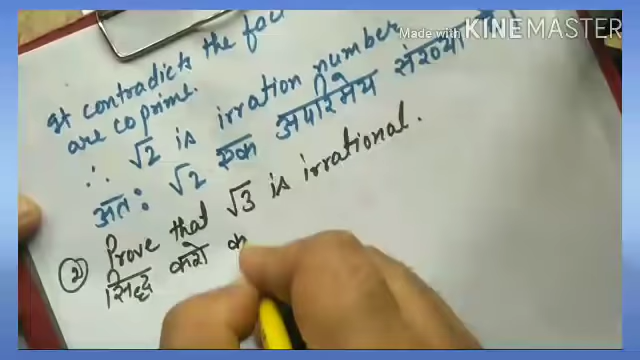 Made with KINEMASTER
It contradicts the fac
are coprime.
∴ √2 is irration number
अतः √2 एक अपरिमेय संख्या
② Prove that √3 is irrational.
सिद्ध करो क